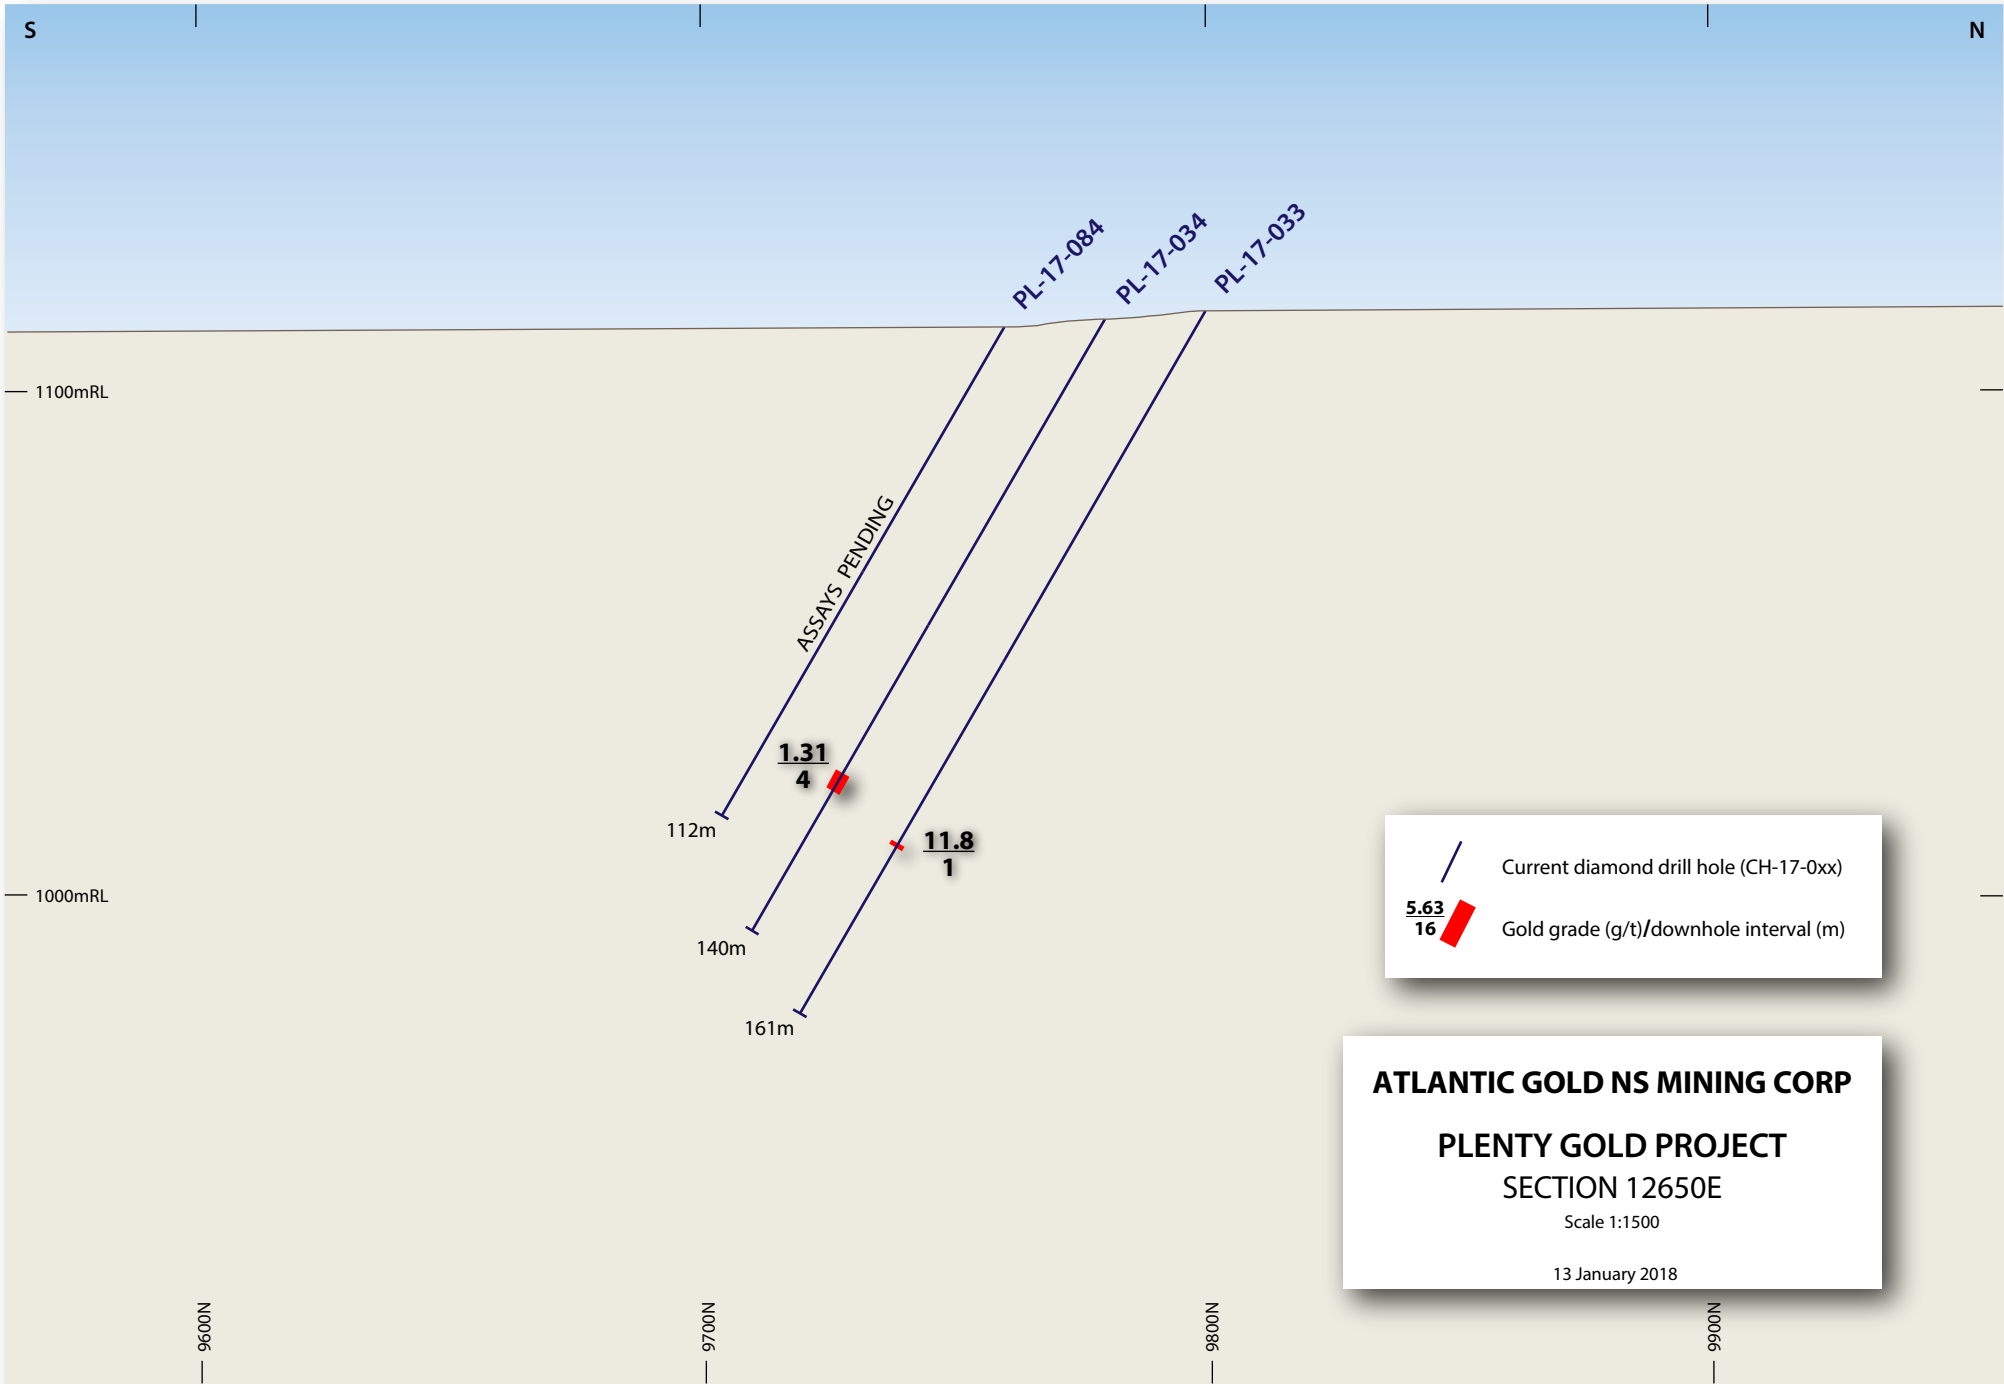 S
N
PL-17-084
PL-17-034
PL-17-033
1100mRL
ASSAYS PENDING
1.31
4
112m
11.8
1
1000mRL
140m
161m
Current diamond drill hole (CH-17-0xx)
5.63
16
Gold grade (g/t)/downhole interval (m)
ATLANTIC GOLD NS MINING CORP
PLENTY GOLD PROJECT
SECTION 12650E
Scale 1:1500
13 January 2018
9600N
9700N
9800N
9900N